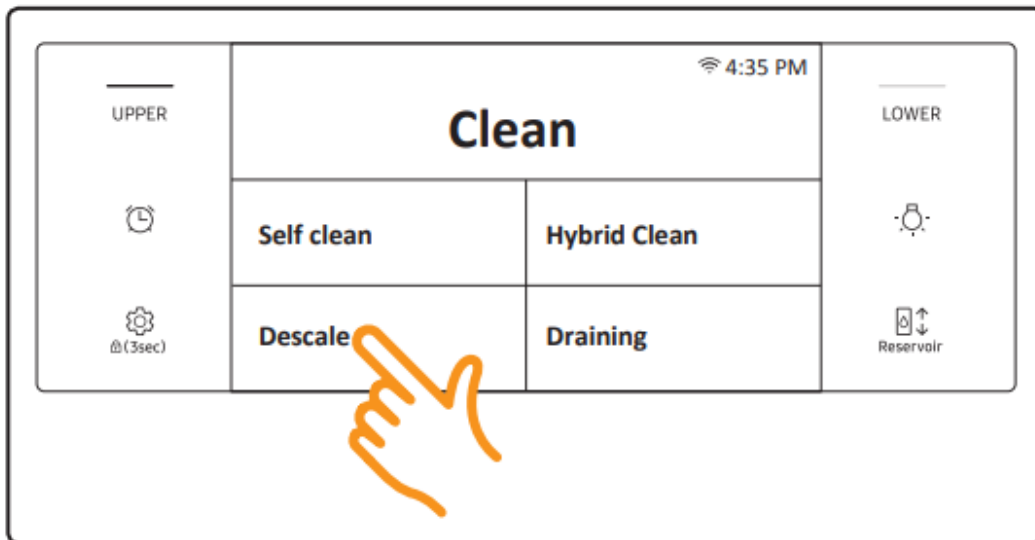 4:35 PM
UPPER
Clean
LOWER
Self clean
Hybrid Clean
Descale
Draining
(3sec)
Reservoir